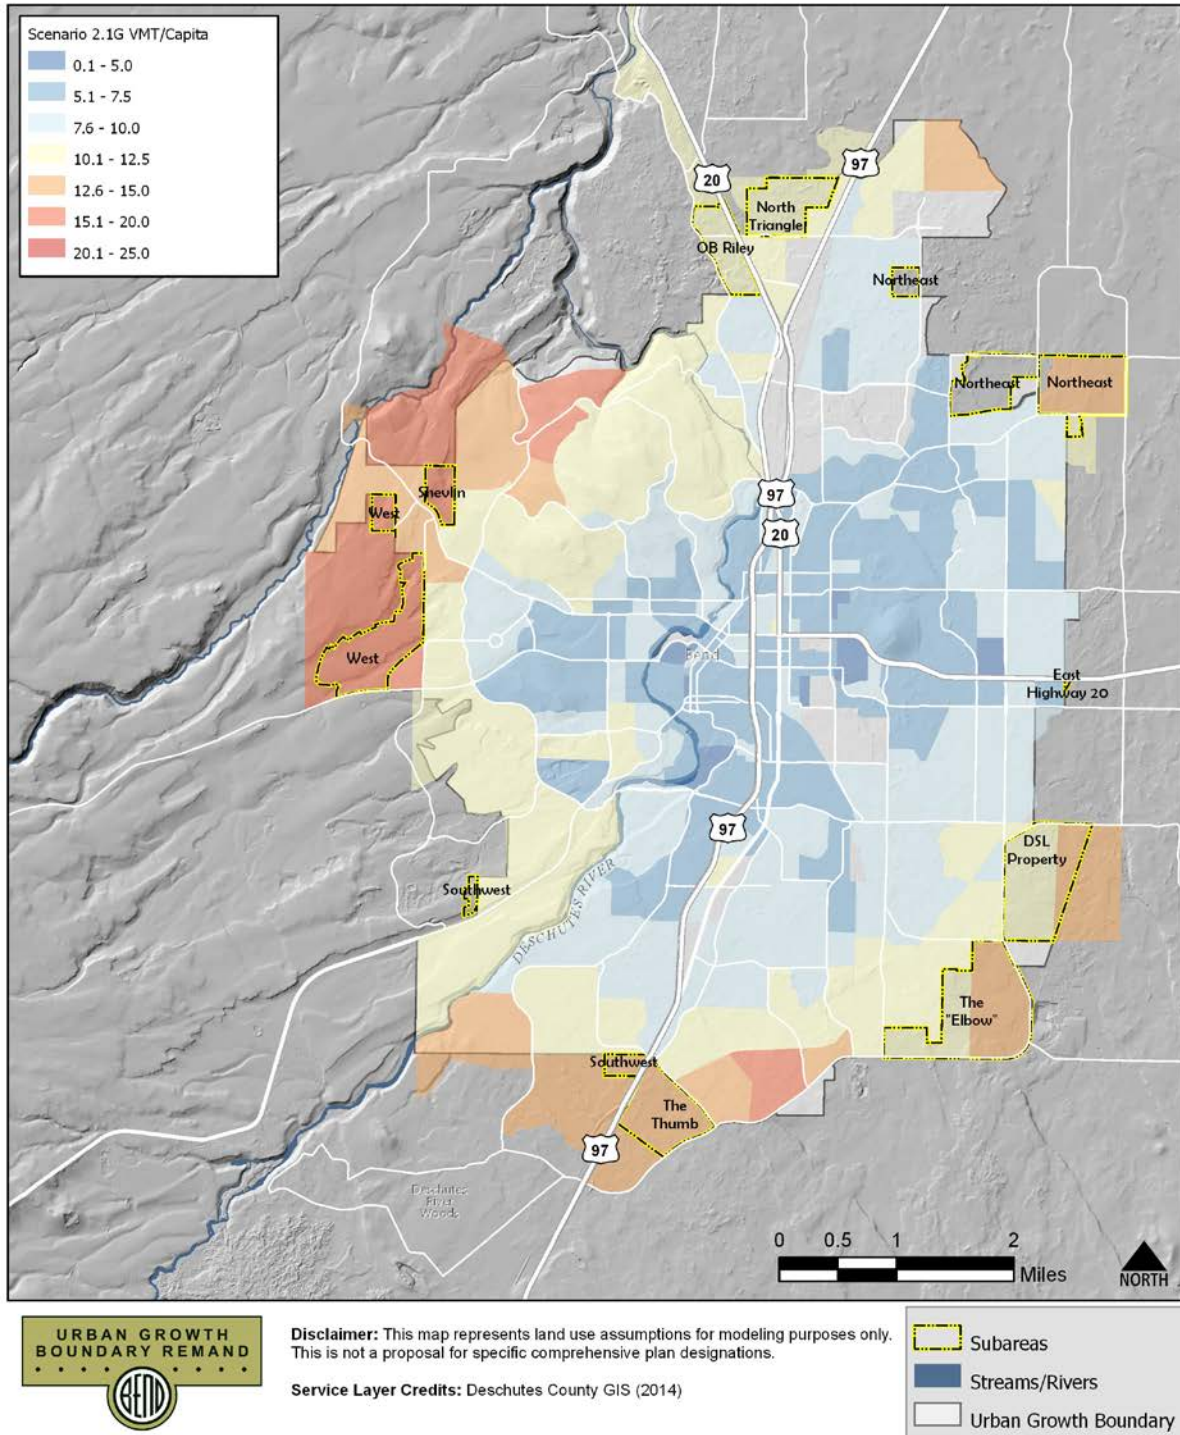 Scenario 2.1G VMT/Capita
0.1 - 5.0
5.1 - 7.5
7.6 - 10.0
10.1 - 12.5
12.6 - 15.0
15.1 - 20.0
20.1 - 25.0
20
97
North
Triangle
OB Riley
Northeast
Northeast
Northeast
Shevlin
West
97
20
West
Bend
East
Highway 20
97
DSL
Property
Southwest
DESCHUTES RIVER
The
"Elbow"
Southwest
The
Thumb
97
Deschutes
River
Woods
0 0.5 1 2
Miles
NORTH
URBAN GROWTH
BOUNDARY REMAND
BEND
Disclaimer: This map represents land use assumptions for modeling purposes only.
This is not a proposal for specific comprehensive plan designations.
Service Layer Credits: Deschutes County GIS (2014)
Subareas
Streams/Rivers
Urban Growth Boundary